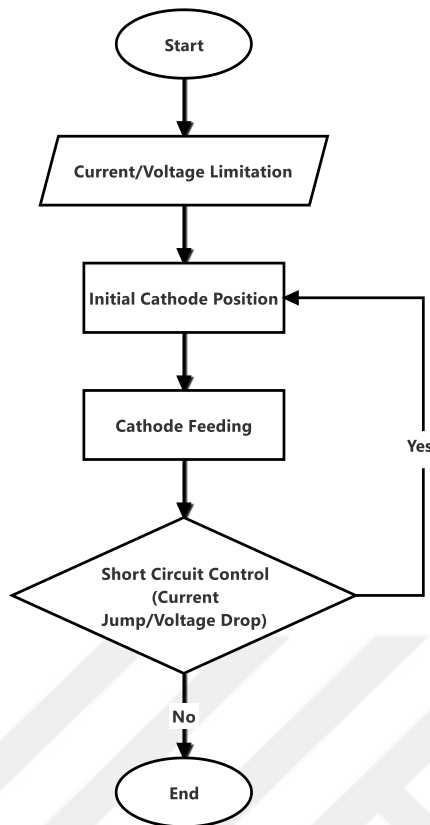 Start
Current/Voltage Limitation
Initial Cathode Position
Cathode Feeding
Yes
Short Circuit Control
(Current
Jump/Voltage Drop)
No
End